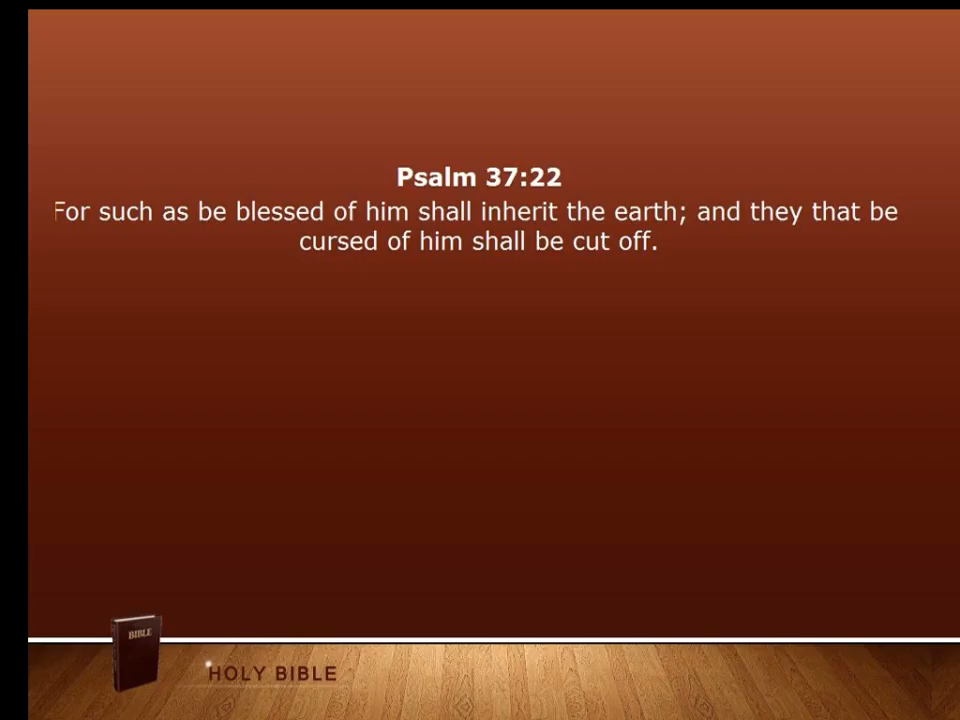 Psalm 37:22
For such as be blessed of him shall inherit the earth; and they that be
cursed of him shall be cut off.
BIBLE
HOLY BIBLE